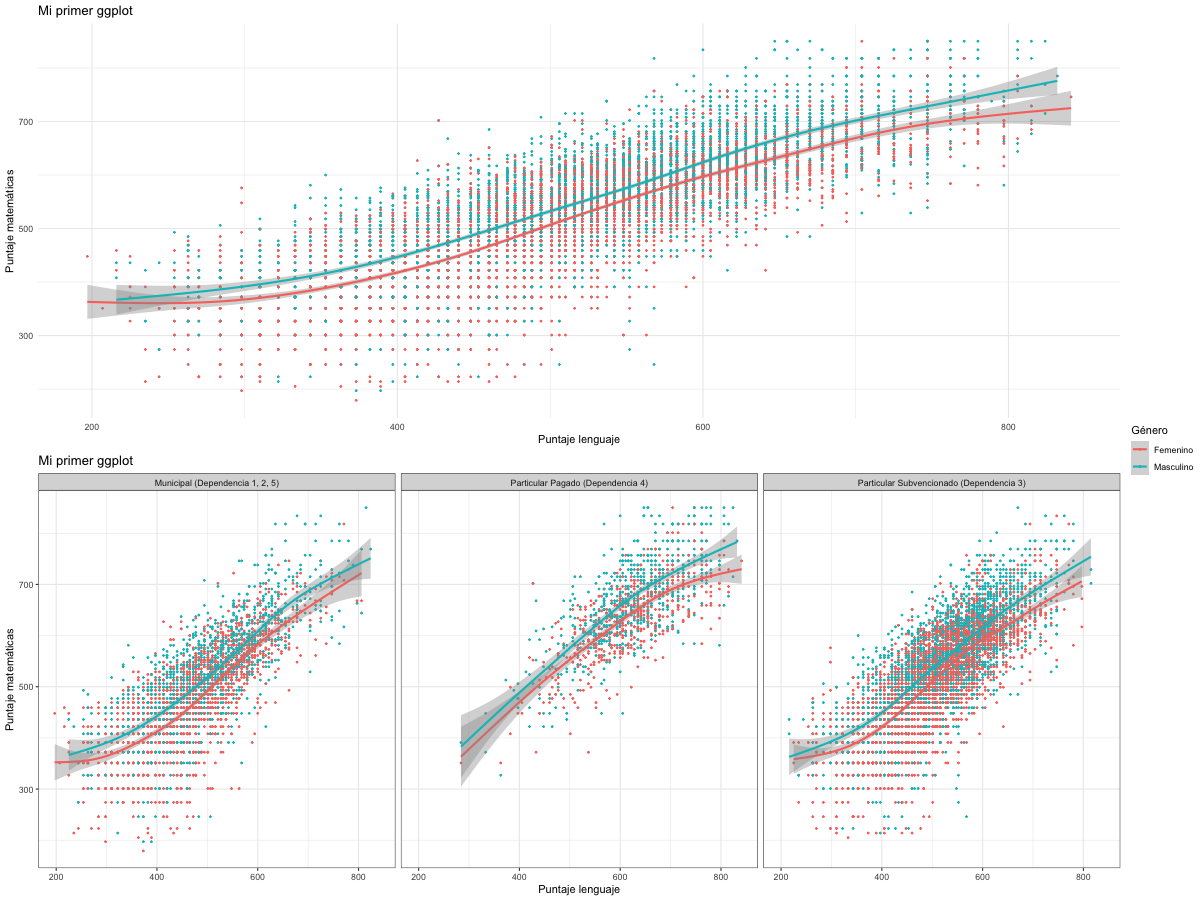 Mi primer ggplot
Puntaje matemáticas
700
500
300
200 400 600 800
Puntaje lenguaje
Género
Femenino
Masculino
Mi primer ggplot
Municipal (Dependencia 1, 2, 5) Particular Pagado (Dependencia 4) Particular Subvencionado (Dependencia 3)
Puntaje matemáticas
700
500
300
200 400 600 800 200 400 600 800 200 400 600 800
Puntaje lenguaje